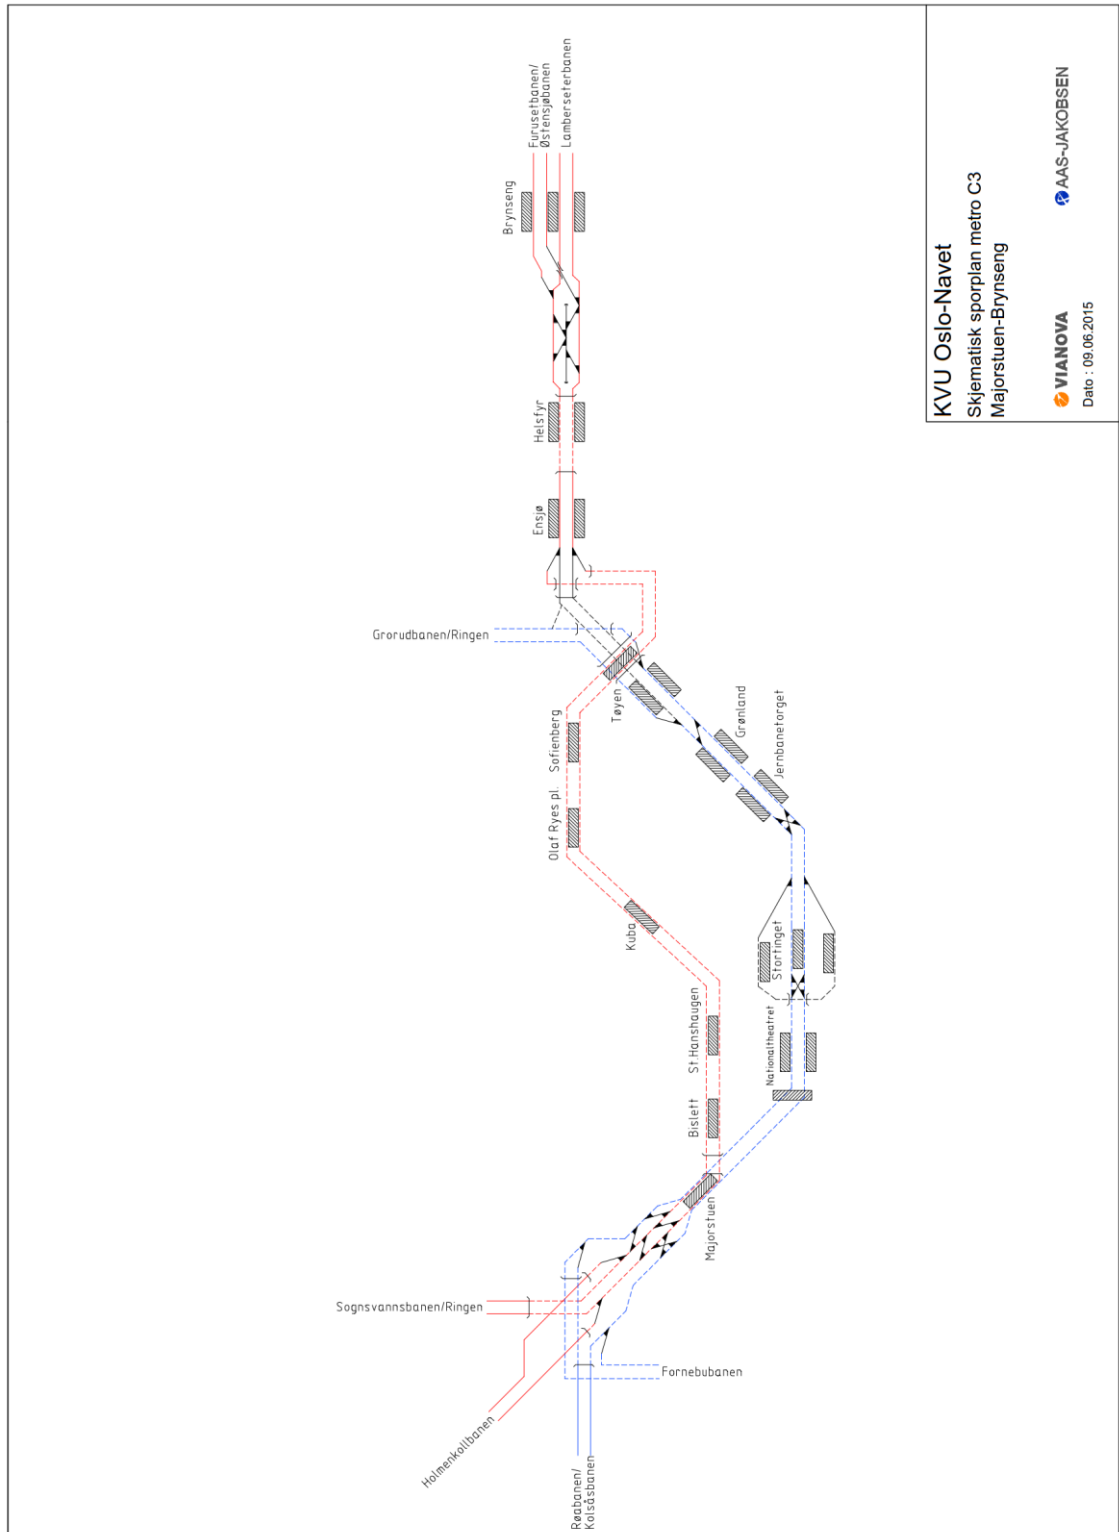 Furusetbanen/
Østensjøbanen
Lamberseterbanen
Brynseng
Helsfyr
Ensjø
Grorudbanen/Ringen
Tøyen
Sofienberg
Grønland
Jernbanetorget
Olaf Ryes pl.
Kuba
Stortinget
St.Hanshaugen
Nationaltheatret
Bislett
Majorstuen
Sognsvannsbanen/Ringen
Fornebubanen
Holmenkollbanen
Røabanen/
Kolsåsbanen
KVU Oslo-Navet
Skjematisk sporplan metro C3
Majorstuen-Brynseng
VIANOVA
AAS-JAKOBSEN
Dato : 09.06.2015